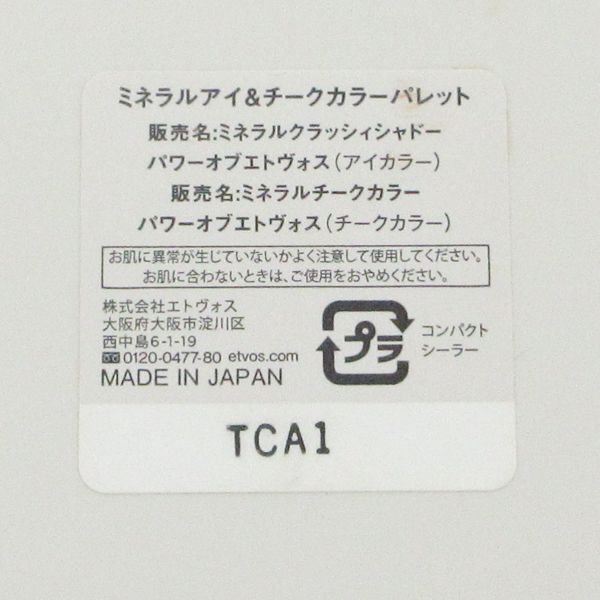 ミネラルアイ&チークカラーパレット
販売名:ミネラルクラッシィシャドー
パワーオブエトヴォス(アイカラー)
販売名:ミネラルチークカラー
パワーオブエトヴォス(チークカラー)
お肌に異常が生じていないかよく注意して使用してください。
お肌に合わないときは、ご使用をおやめください。
株式会社エトヴォス
大阪府大阪市淀川区
西中島6-1-19
0120-0477-80 etvos.com
MADE IN JAPAN
プラ
コンパクト
シーラー
TCA1